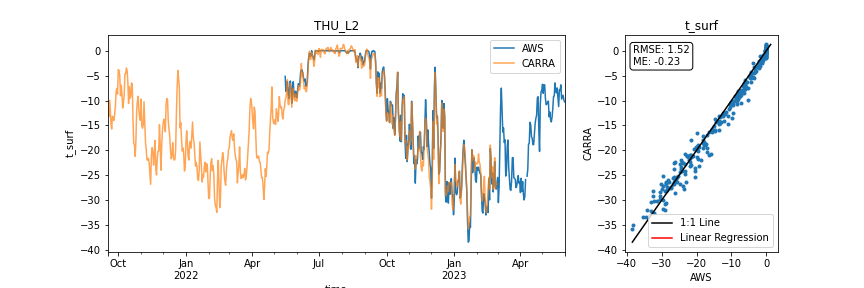 THU_L2
t_surf
0
−5
−10
−15
−20
−25
−30
−35
−40
AWS
CARRA
Oct
Jan
2022
Apr
Jul
Oct
Jan
2023
Apr
time
t_surf
t_surf
RMSE: 1.52
ME: -0.23
0
−5
−10
−15
−20
−25
−30
−35
−40
CARRA
1:1 Line
Linear Regression
−40
−30
−20
−10
0
AWS